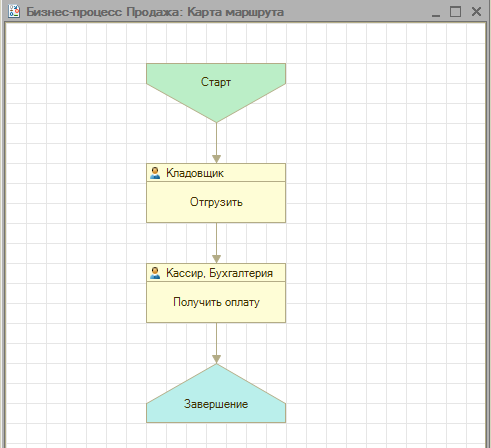 Бизнес-процесс Продажа: Карта маршрута
Старт
Кладовщик
Отгрузить
Кассир, Бухгалтерия
Получить оплату
Завершение